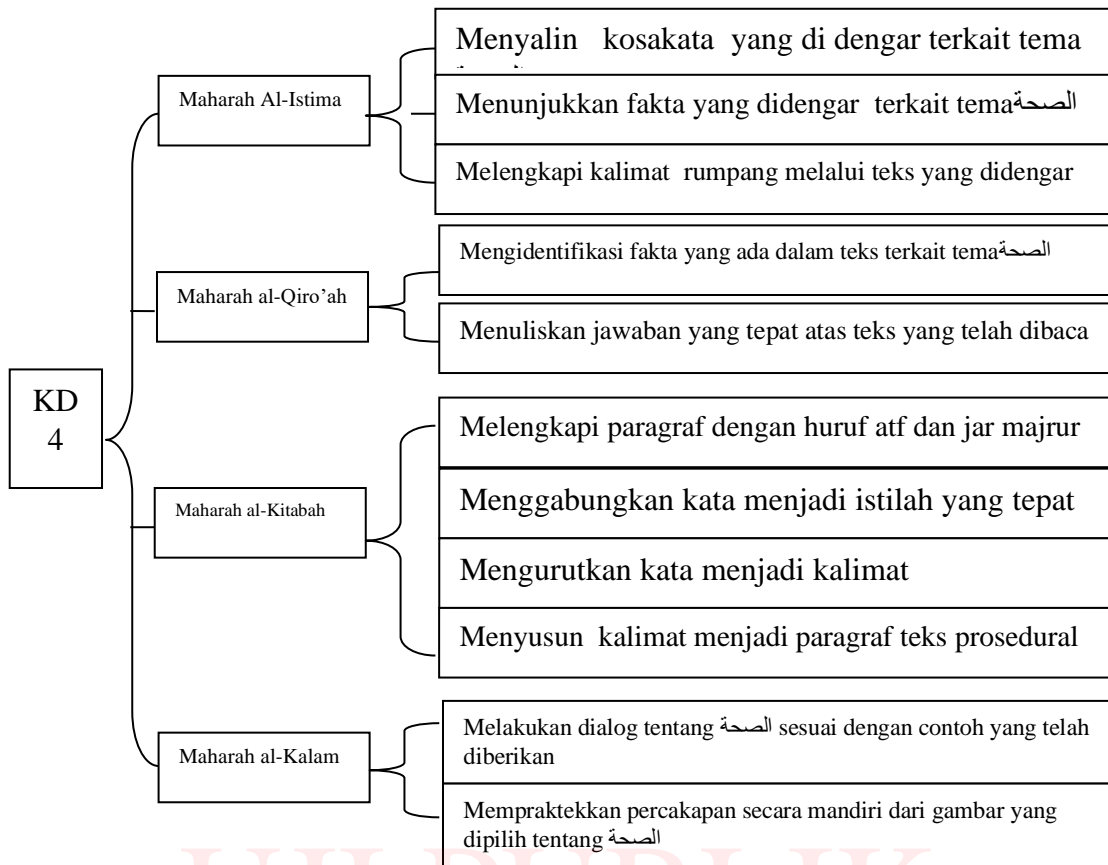 Menyalin kosakata yang di dengar terkait tema
Maharah Al-Istima
Menunjukkan fakta yang didengar terkait temaالصحة
Melengkapi kalimat rumpang melalui teks yang didengar
Mengidentifikasi fakta yang ada dalam teks terkait temaالصحة
Maharah al-Qiro’ah
Menuliskan jawaban yang tepat atas teks yang telah dibaca
KD
4
Melengkapi paragraf dengan huruf atf dan jar majrur
Maharah al-Kitabah
Menggabungkan kata menjadi istilah yang tepat
Mengurutkan kata menjadi kalimat
Menyusun kalimat menjadi paragraf teks prosedural
Maharah al-Kalam
Melakukan dialog tentang الصحة sesuai dengan contoh yang telah
diberikan
Mempraktekkan percakapan secara mandiri dari gambar yang
dipilih tentang الصحة